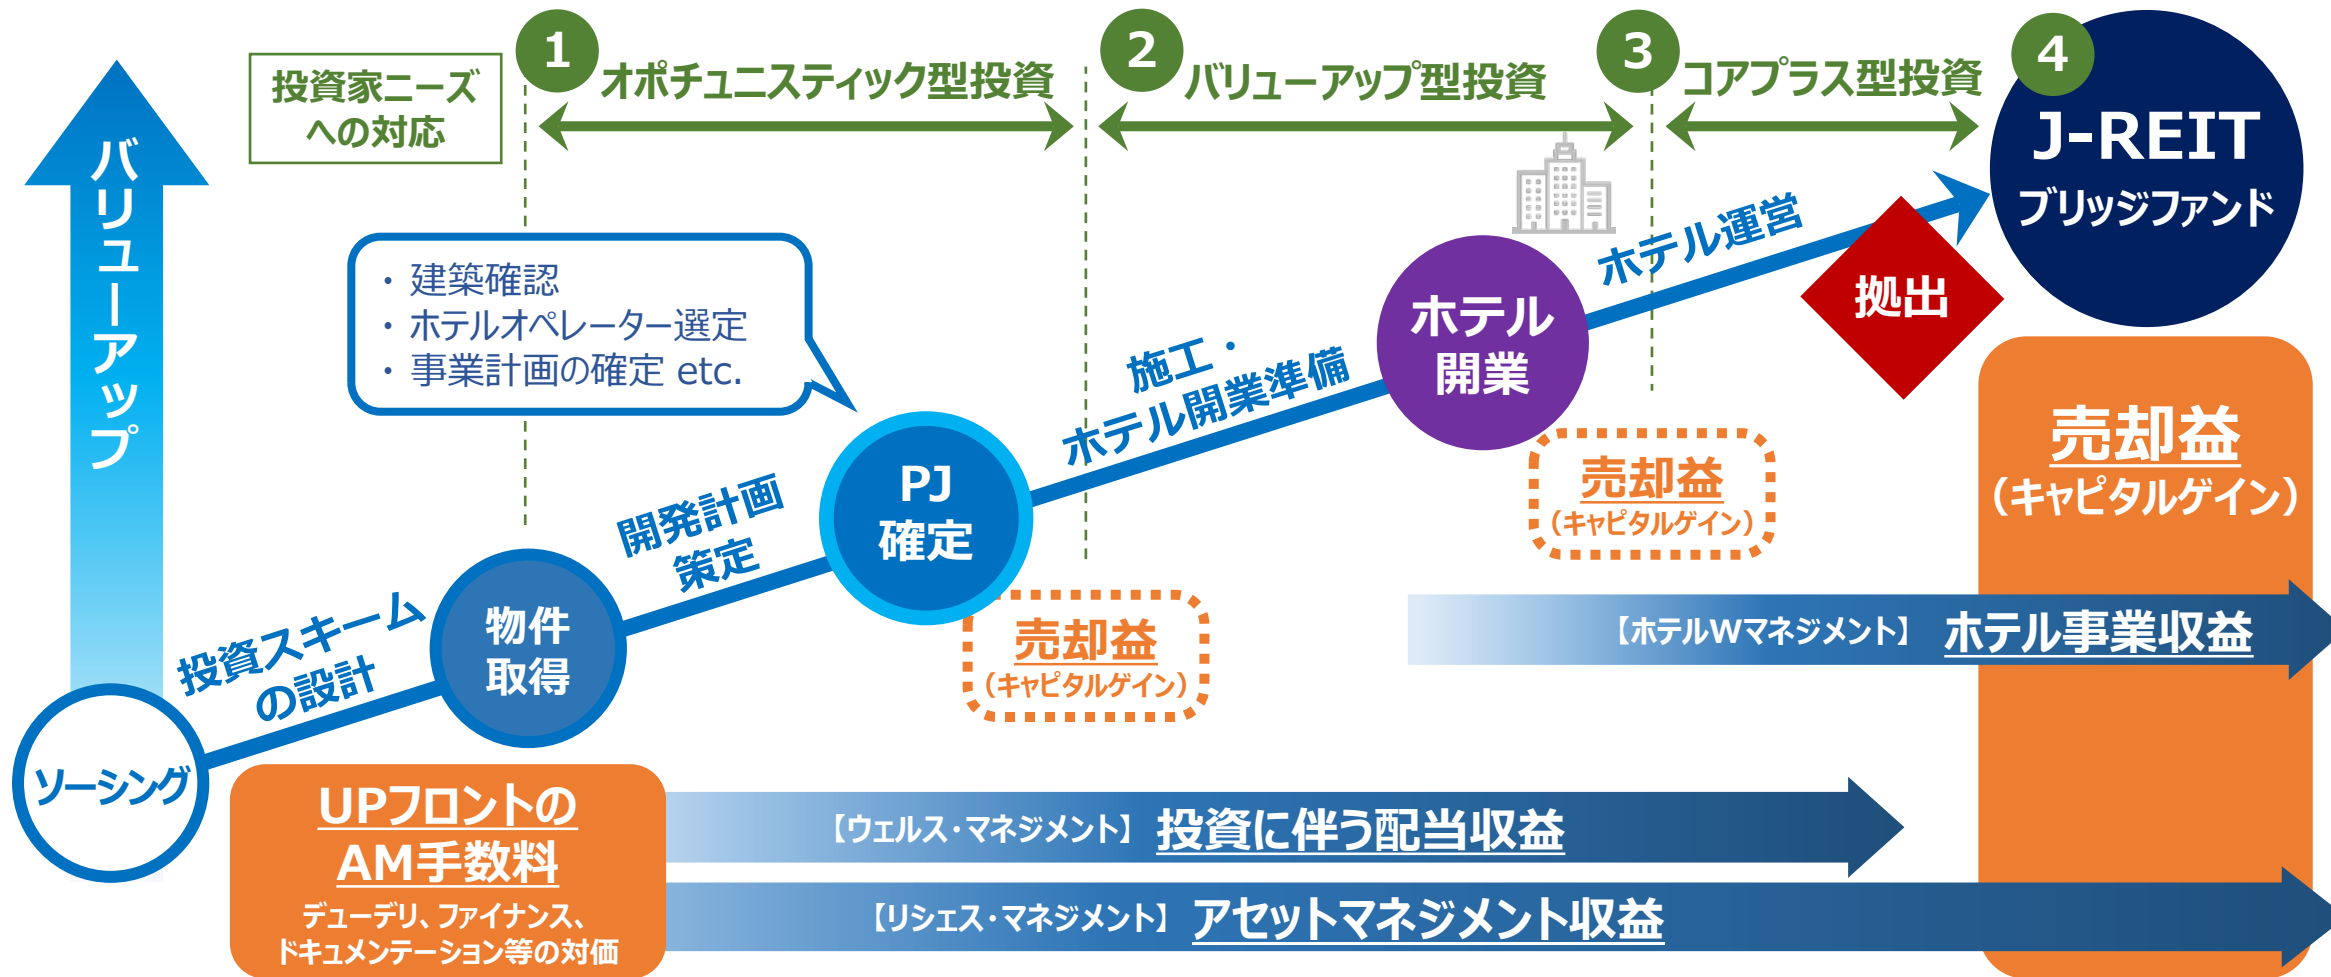 投資家ニーズ
への対応
1
オポチュニスティック型投資
2
バリューアップ型投資
3
コアプラス型投資
4
J-REIT
ブリッジファンド
バリューアップ
・ 建築確認
・ ホテルオペレーター選定
・ 事業計画の確定 etc.
ソーシング
投資スキーム
の設計
物件
取得
開発計画
策定
PJ
確定
施工・
ホテル開業準備
ホテル
開業
ホテル運営
拠出
売却益
（キャピタルゲイン）
売却益
（キャピタルゲイン）
売却益
（キャピタルゲイン）
【ホテルWマネジメント】 ホテル事業収益
UPフロントの
AM手数料
デューデリ、ファイナンス、
ドキュメンテーション等の対価
【ウェルス・マネジメント】 投資に伴う配当収益
【リシェス・マネジメント】 アセットマネジメント収益